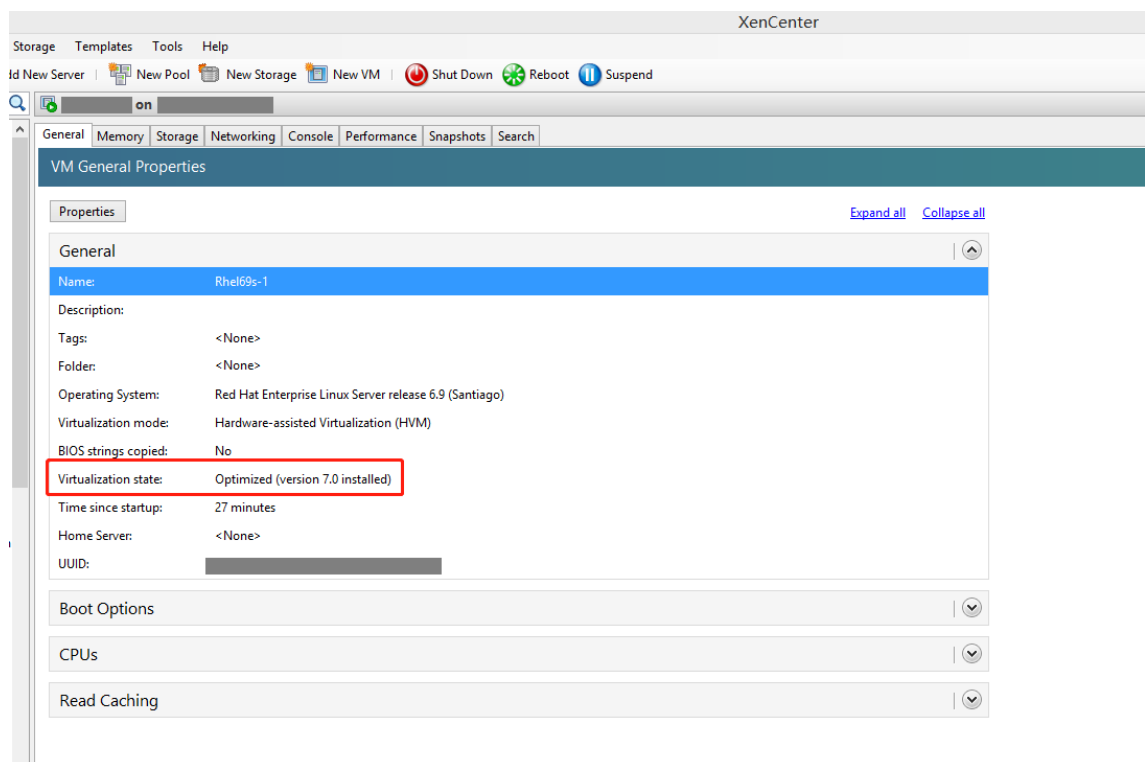 XenCenter
Storage Templates Tools Help
dd New Server New Pool New Storage New VM Shut Down Reboot Suspend
on
General Memory Storage Networking Console Performance Snapshots Search
VM General Properties
Properties Expand all Collapse all
General
Name: Rhel69s-1
Description:
Tags: <None>
Folder: <None>
Operating System: Red Hat Enterprise Linux Server release 6.9 (Santiago)
Virtualization mode: Hardware-assisted Virtualization (HVM)
BIOS strings copied: No
Virtualization state: Optimized (version 7.0 installed)
Time since startup: 27 minutes
Home Server: <None>
UUID:
Boot Options
CPUs
Read Caching